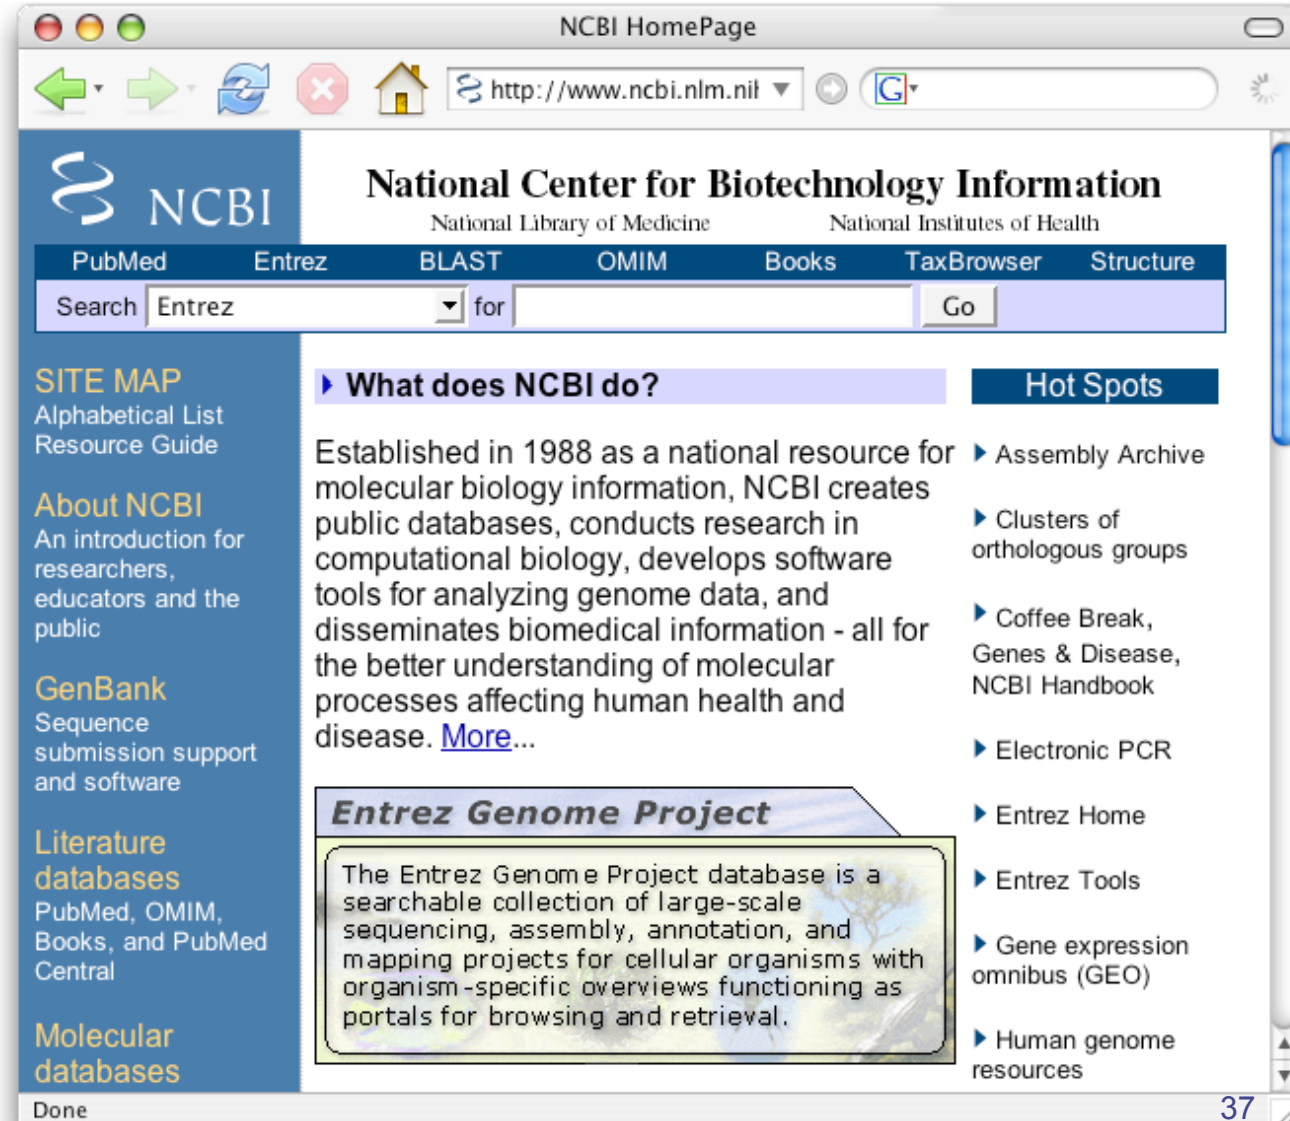 NCBI HomePage
http://www.ncbi.nlm.nih
G
NCBI
National Center for Biotechnology Information
National Library of Medicine National Institutes of Health
PubMed Entrez BLAST OMIM Books TaxBrowser Structure
Search Entrez for Go
SITE MAP
Alphabetical List
Resource Guide
About NCBI
An introduction for
researchers,
educators and the
public
GenBank
Sequence
submission support
and software
Literature
databases
PubMed, OMIM,
Books, and PubMed
Central
Molecular
databases
What does NCBI do?
Established in 1988 as a national resource for
molecular biology information, NCBI creates
public databases, conducts research in
computational biology, develops software
tools for analyzing genome data, and
disseminates biomedical information - all for
the better understanding of molecular
processes affecting human health and
disease. More...
Entrez Genome Project
The Entrez Genome Project database is a
searchable collection of large-scale
sequencing, assembly, annotation, and
mapping projects for cellular organisms with
organism-specific overviews functioning as
portals for browsing and retrieval.
Hot Spots
Assembly Archive
Clusters of
orthologous groups
Coffee Break,
Genes & Disease,
NCBI Handbook
Electronic PCR
Entrez Home
Entrez Tools
Gene expression
omnibus (GEO)
Human genome
resources
Done
37